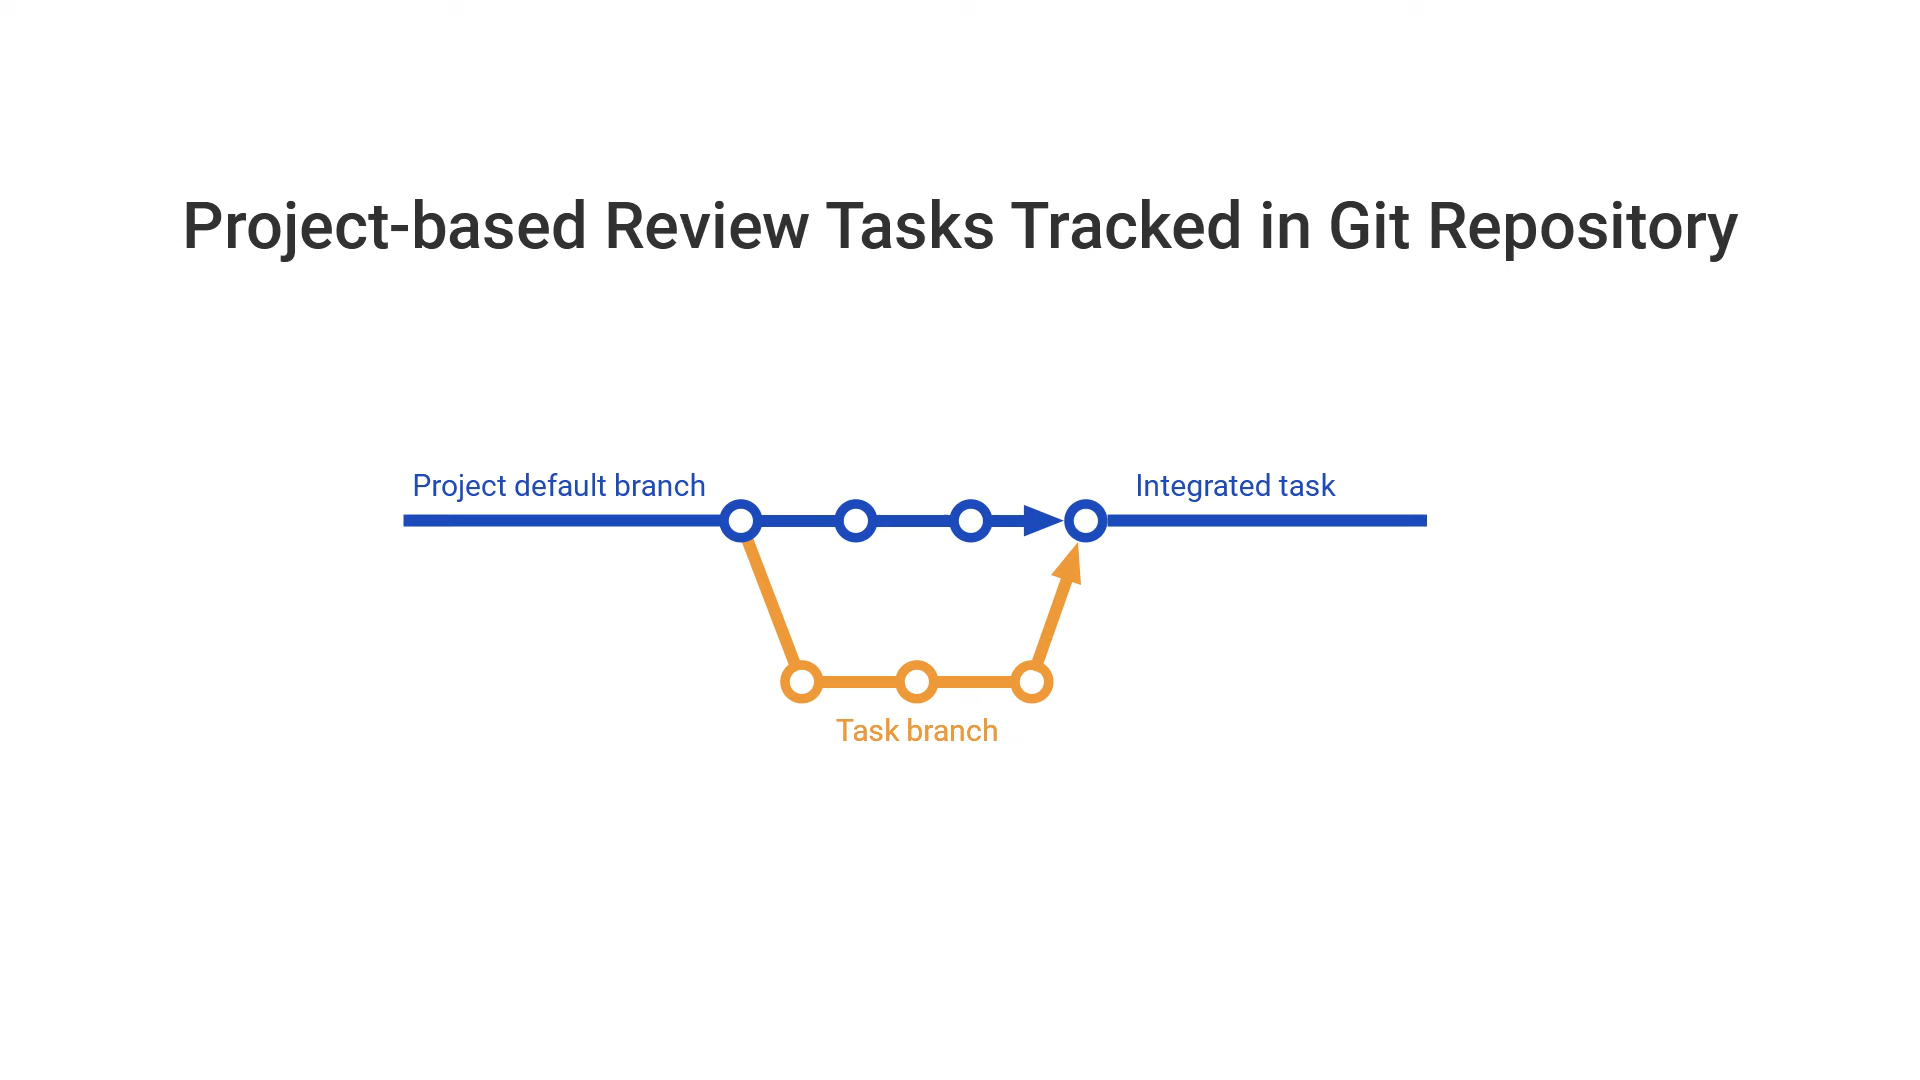 Project-based Review Tasks Tracked in Git Repository
Project default branch
Integrated task
Task branch